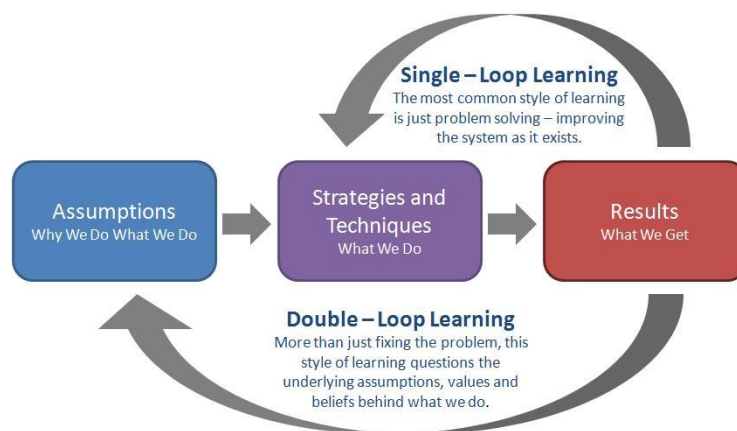 Single – Loop Learning
The most common style of learning
is just problem solving – improving
the system as it exists.
Assumptions
Why We Do What We Do
Strategies and
Techniques
What We Do
Results
What We Get
Double – Loop Learning
More than just fixing the problem, this
style of learning questions the
underlying assumptions, values and
beliefs behind what we do.